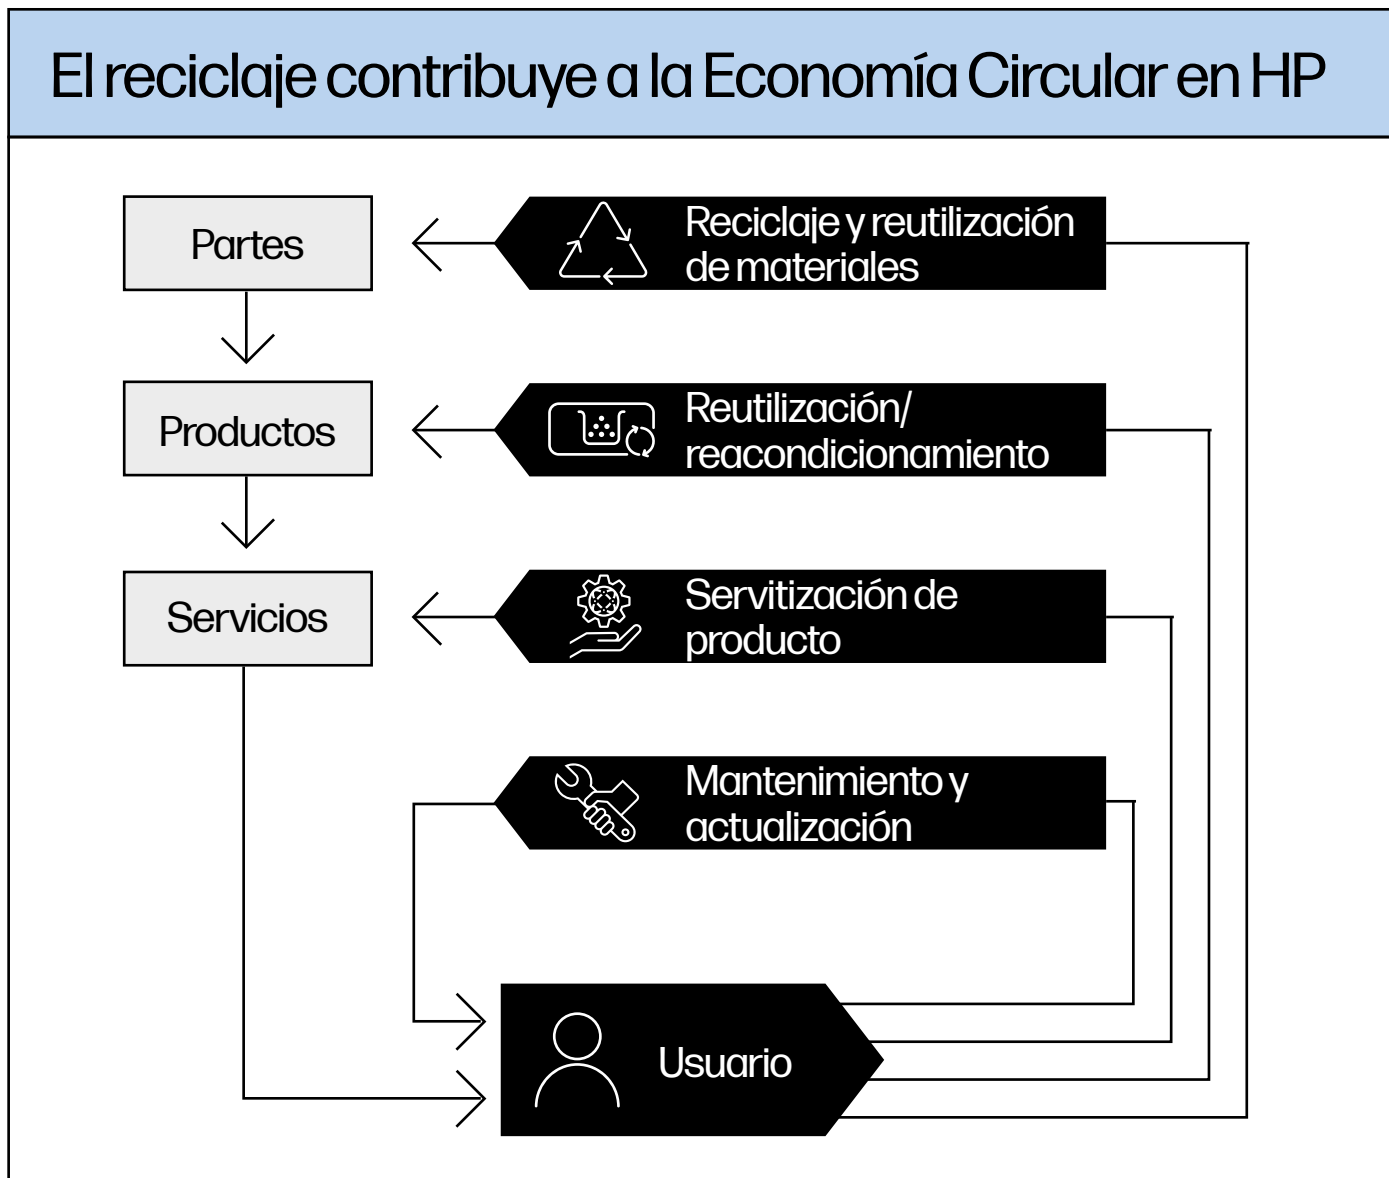 El reciclaje contribuye a la Economía Circular en HP
Partes
Reciclaje y reutilización
de materiales
Productos
Reutilización/
reacondicionamiento
Servicios
Servitización de
producto
Mantenimiento y
actualización
Usuario